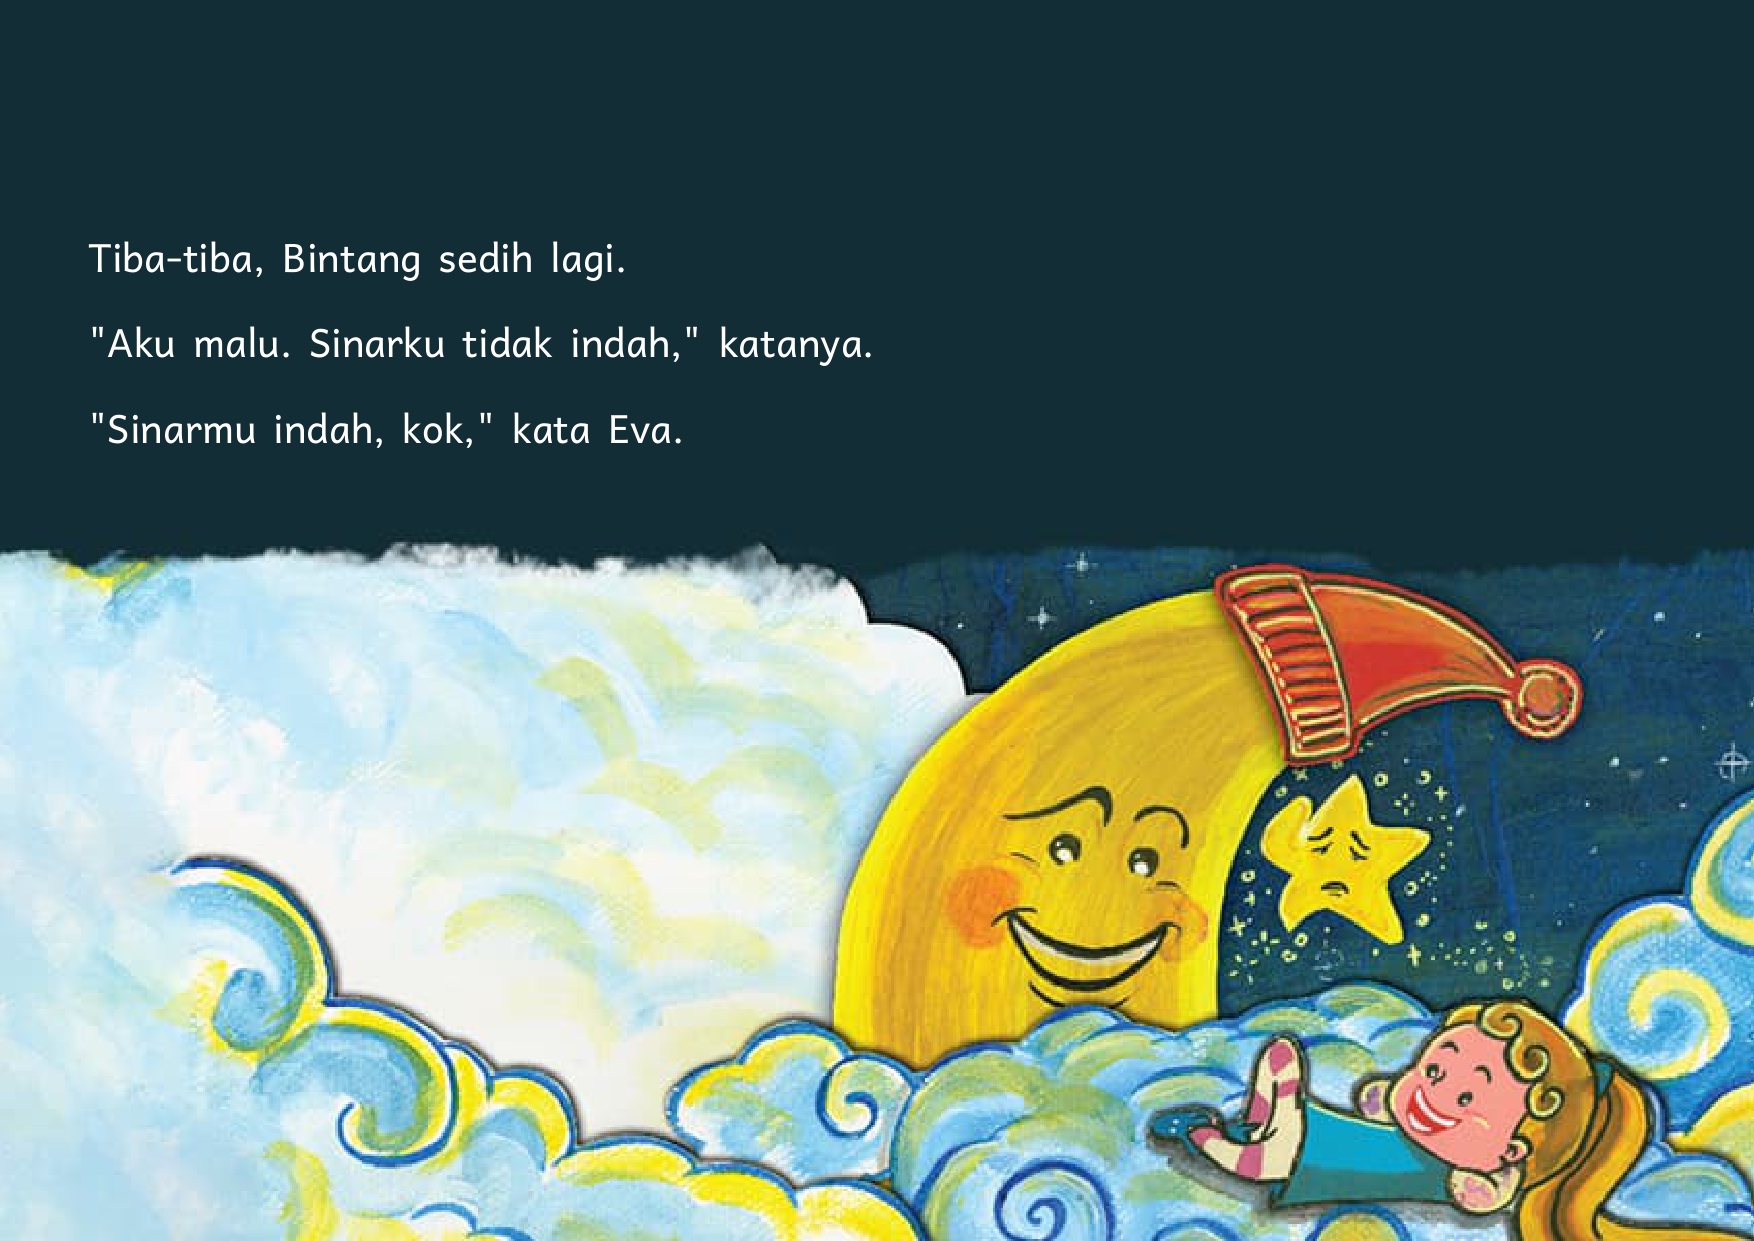 Tiba-tiba, Bintang sedih lagi.
"Aku malu. Sinarku tidak indah," katanya.
"Sinarmu indah, kok," kata Eva.